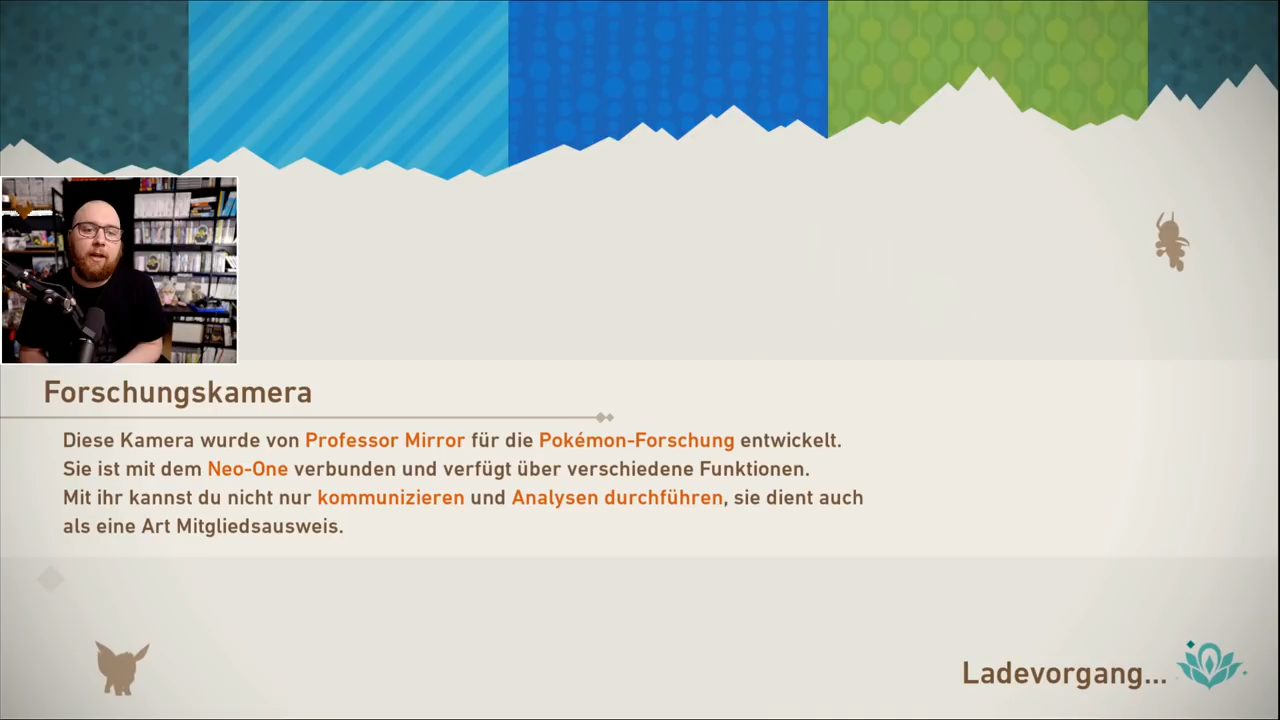 Forschungskamera
Diese Kamera wurde von Professor Mirror für die Pokémon-Forschung entwickelt.
Sie ist mit dem Neo-One verbunden und verfügt über verschiedene Funktionen.
Mit ihr kannst du nicht nur kommunizieren und Analysen durchführen, sie dient auch
als eine Art Mitgliedsausweis.
Ladevorgang...